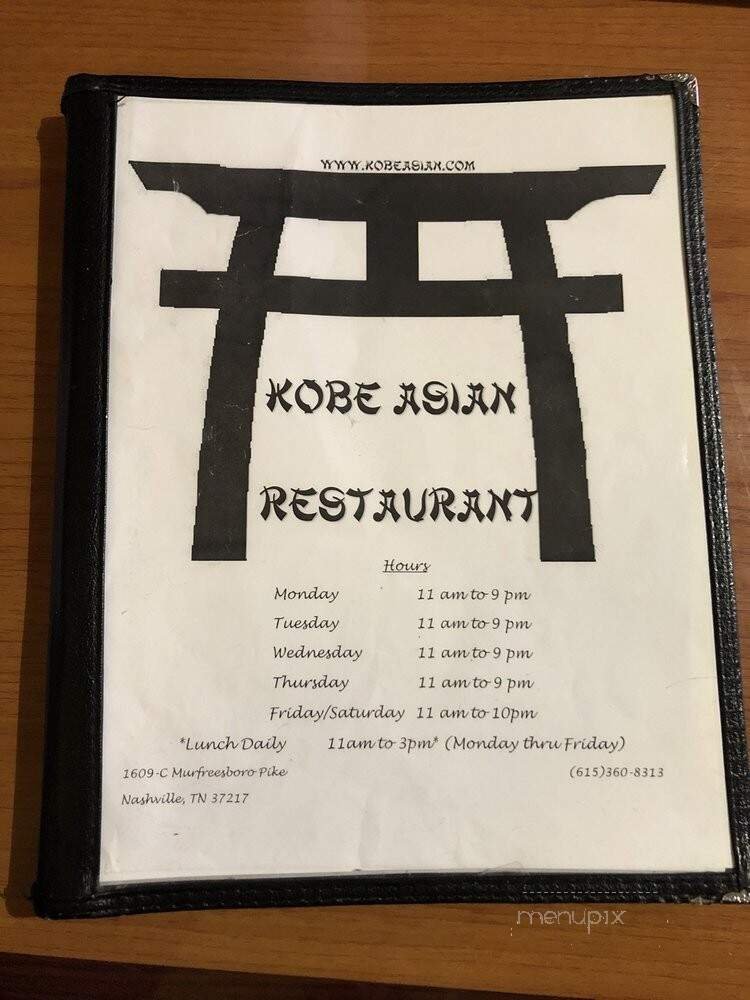 WWW.KOBEASIAN.COM
KOBE ASIAN
RESTAURANT
Hours
Monday 11 am to 9 pm
Tuesday 11 am to 9 pm
Wednesday 11 am to 9 pm
Thursday 11 am to 9 pm
Friday/Saturday 11 am to 10pm
*Lunch Daily 11am to 3pm* (Monday thru Friday)
1609-C Murfreesboro Pike (615)360-8313
Nashville, TN 37217
menupix